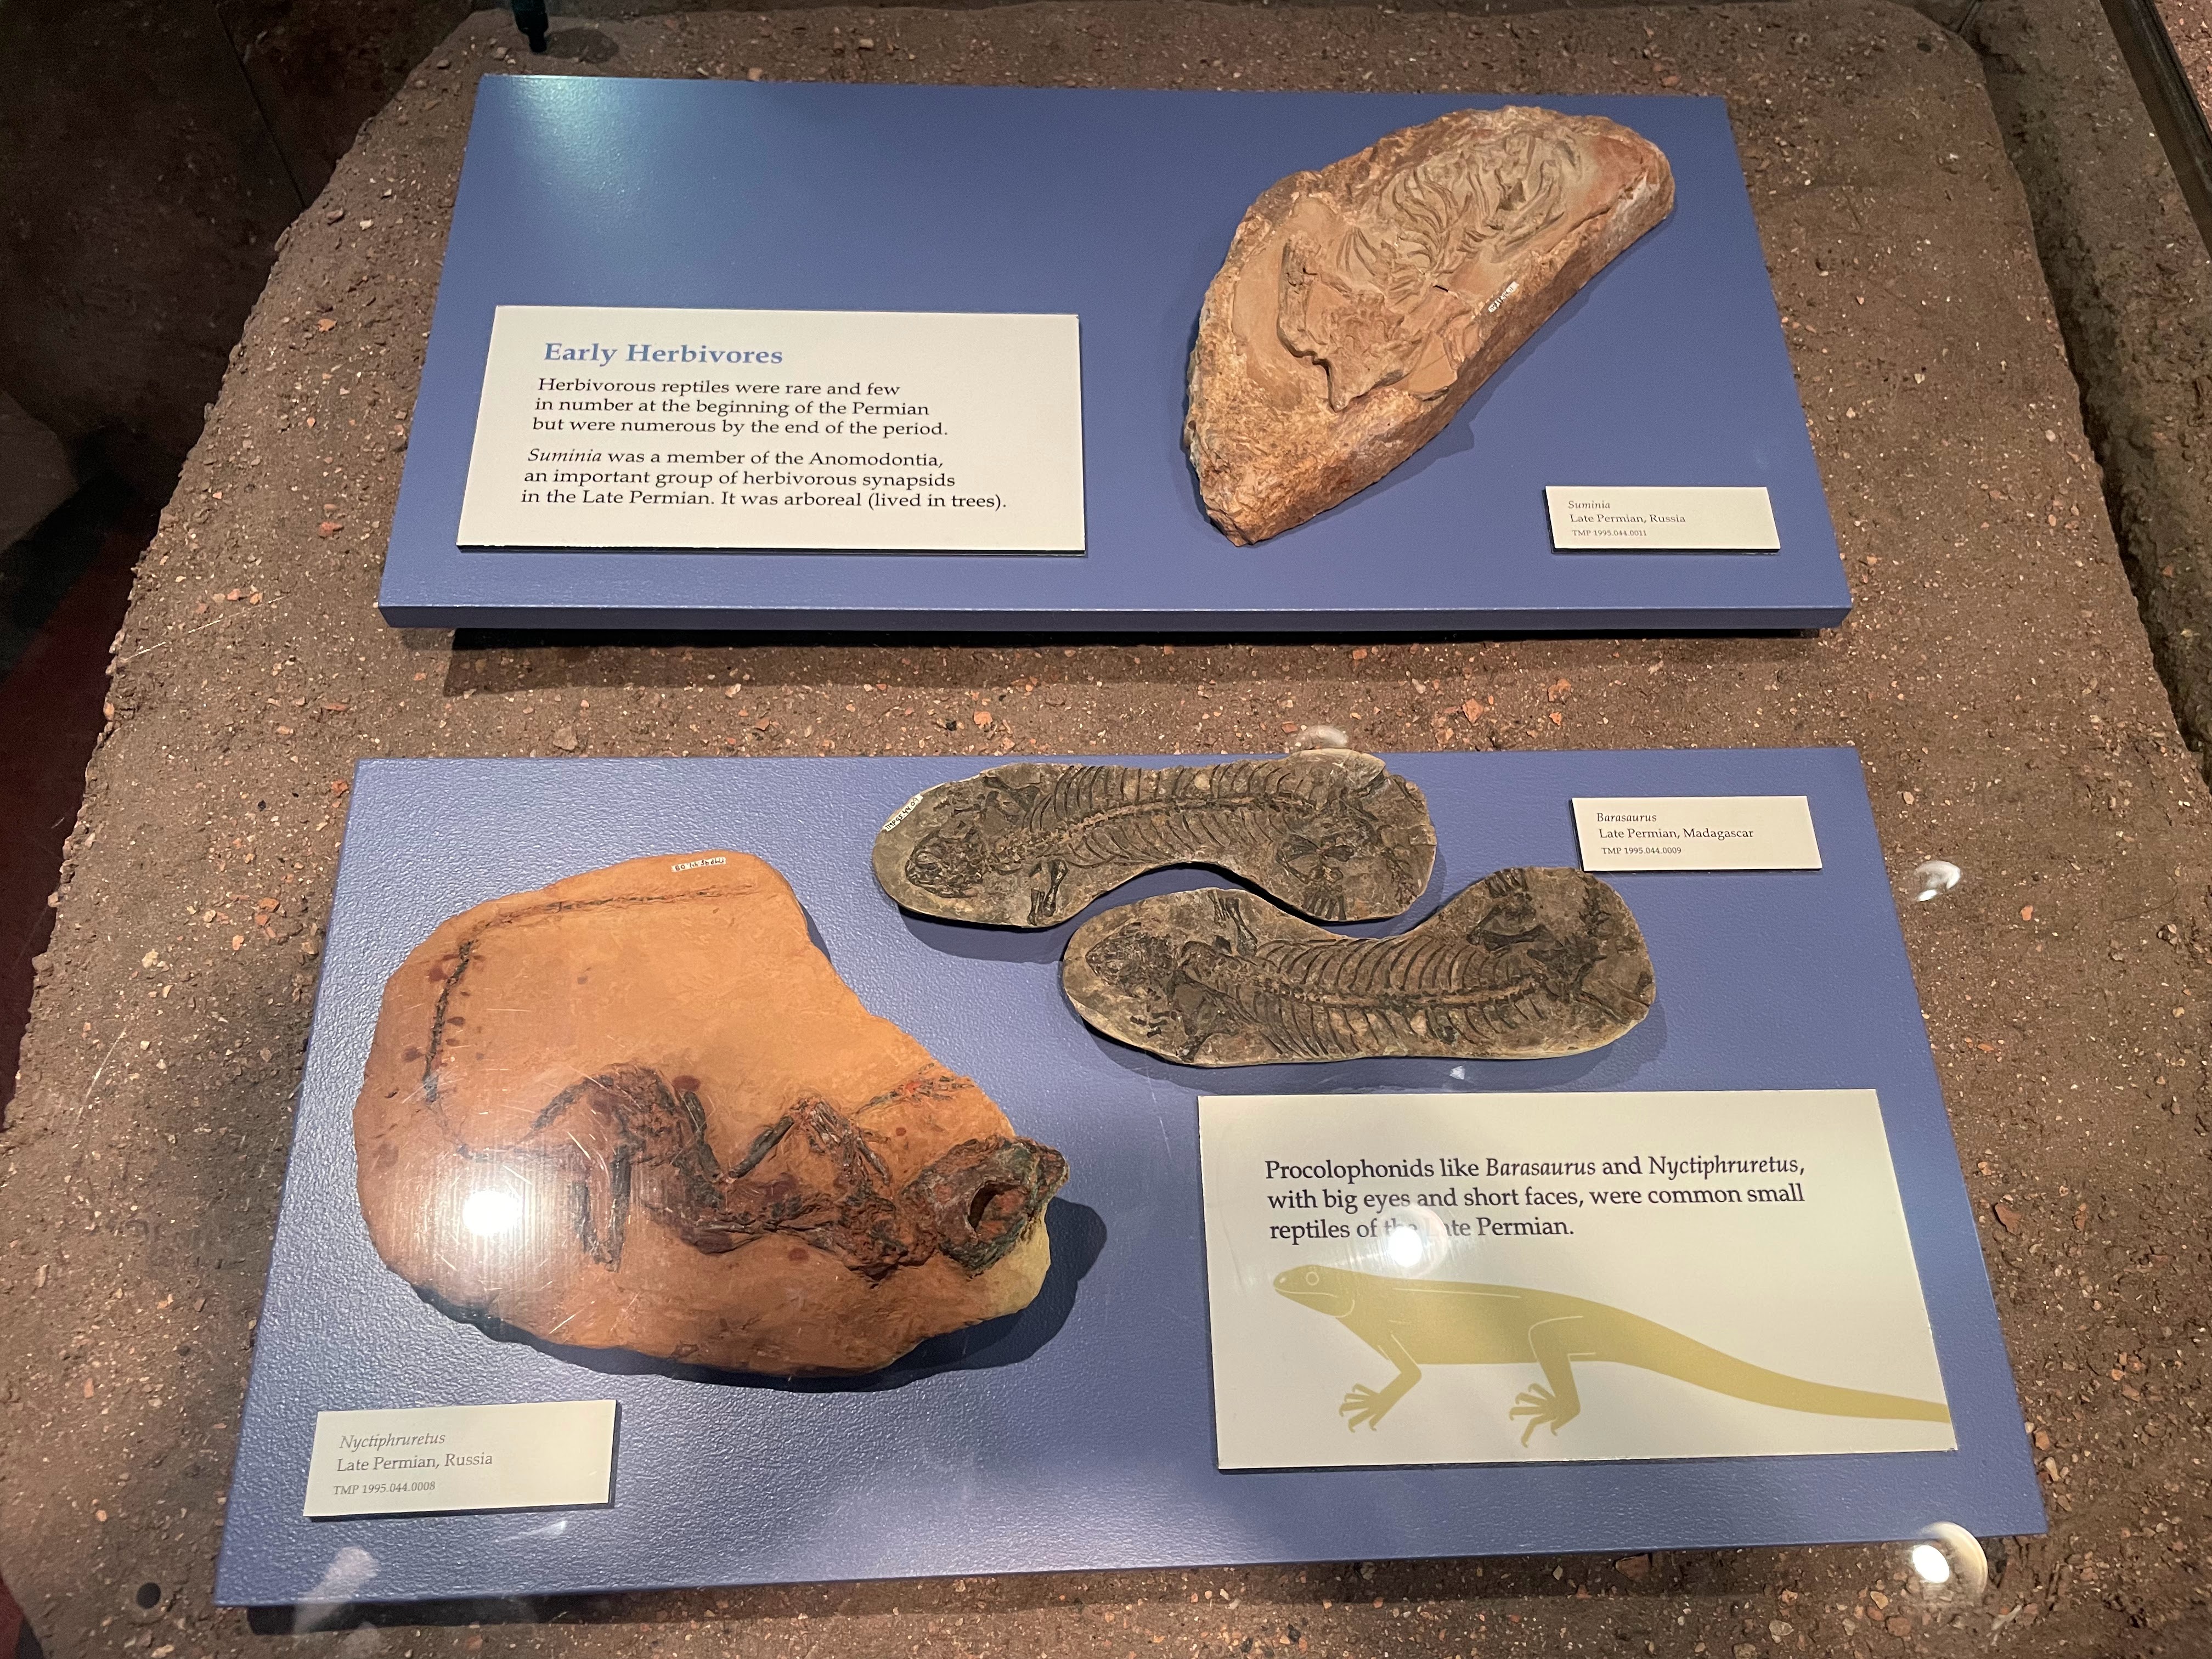 Early Herbivores
Herbivorous reptiles were rare and few
in number at the beginning of the Permian
but were numerous by the end of the period.
Suminia was a member of the Anomodontia,
an important group of herbivorous synapsids
in the Late Permian. It was arboreal (lived in trees).
Suminia
Late Permian, Russia
TMP 1995.044.0011
Barasaurus
Late Permian, Madagascar
TMP 1995.044.0009
Procolophonids like Barasaurus and Nyctiphruretus,
with big eyes and short faces, were common small
reptiles of the Late Permian.
Nyctiphruretus
Late Permian, Russia
TMP 1995.044.0008